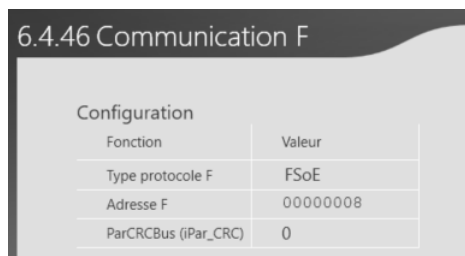 6.4.46 Communication F
Configuration
Fonction Valeur
Type protocole F FSoE
Adresse F 00000008
ParCRCBus (iPar_CRC) 0